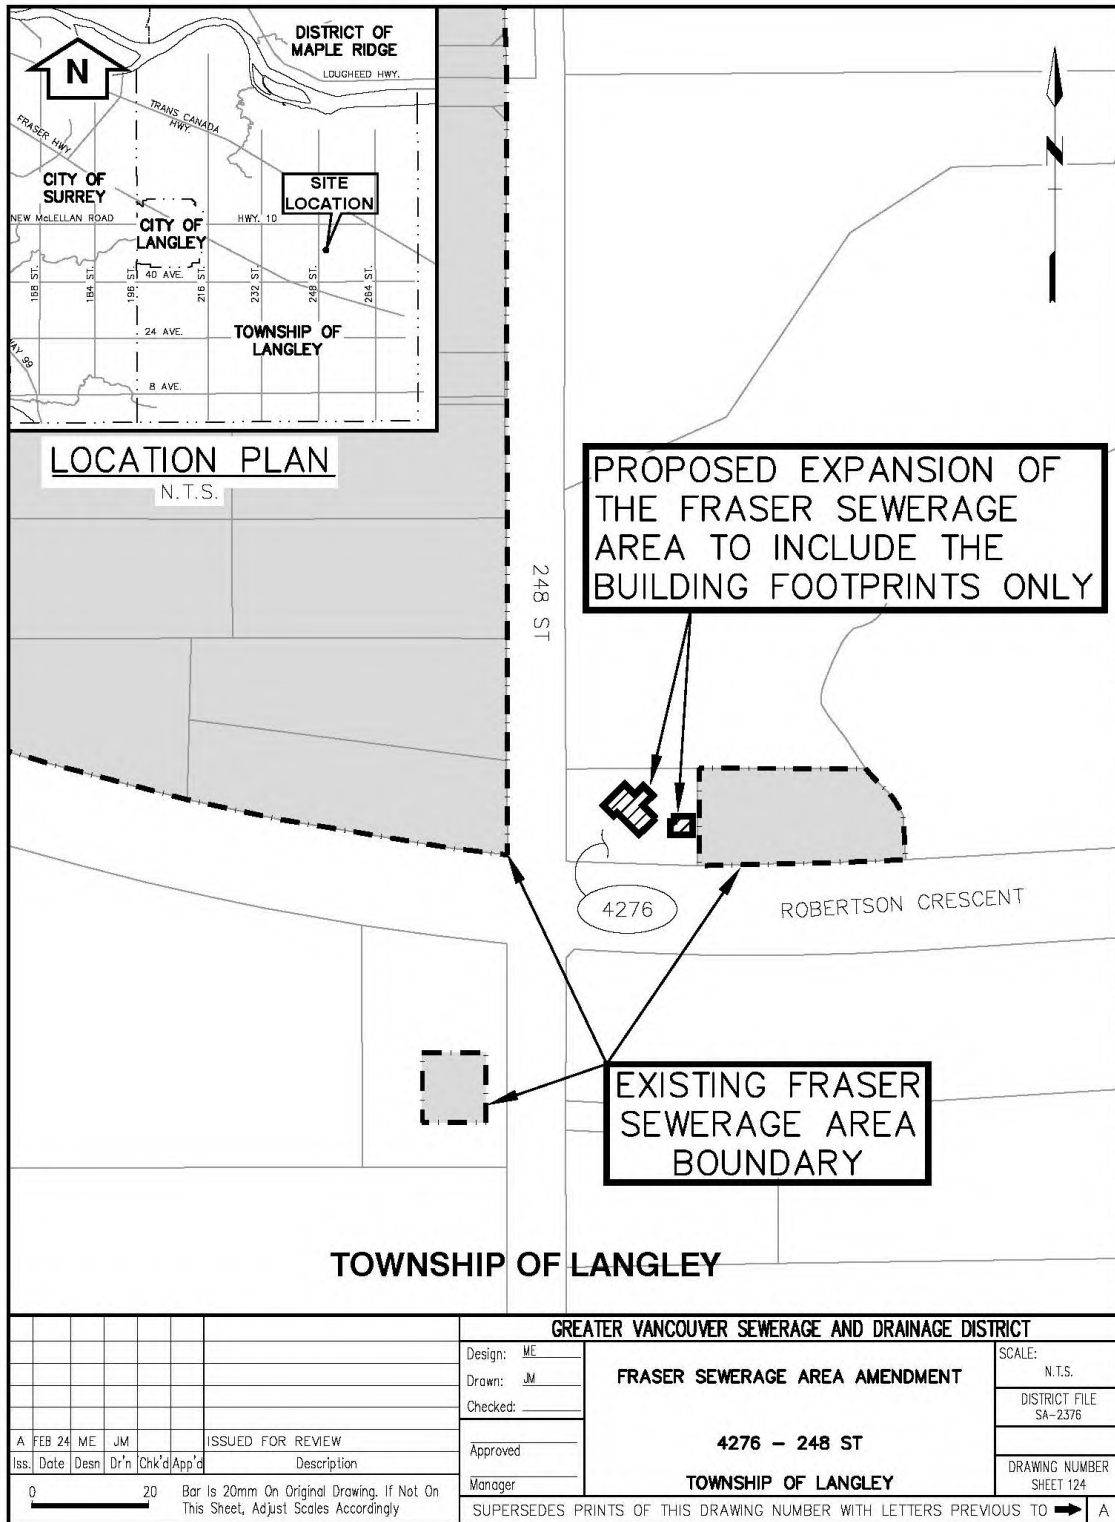 DISTRICT OF
MAPLE RIDGE
LOUGHEED HWY.
N
TRANS CANADA
HWY.
FRASER HWY
CITY OF
SURREY
SITE
LOCATION
NEW McLELLAN ROAD
HWY. 10
CITY OF
LANGLEY
40 AVE.
168 ST.
184 ST.
196 ST.
216 ST.
232 ST.
248 ST.
264 ST.
24 AVE.
TOWNSHIP OF
LANGLEY
99
8 AVE.
LOCATION PLAN
N.T.S.
N
PROPOSED EXPANSION OF
THE FRASER SEWERAGE
AREA TO INCLUDE THE
BUILDING FOOTPRINTS ONLY
248 ST
4276
ROBERTSON CRESCENT
EXISTING FRASER
SEWERAGE AREA
BOUNDARY
TOWNSHIP OF LANGLEY
GREATER VANCOUVER SEWERAGE AND DRAINAGE DISTRICT
Design: ME
Drawn: JM
Checked:
Approved
Manager
FRASER SEWERAGE AREA AMENDMENT
4276 – 248 ST
TOWNSHIP OF LANGLEY
SCALE:
N.T.S.
DISTRICT FILE
SA-2376
DRAWING NUMBER
SHEET 124
A FEB 24 ME JM ISSUED FOR REVIEW
Iss. Date Desn Dr'n Chk'd App'd Description
0 20
Bar Is 20mm On Original Drawing. If Not On
This Sheet, Adjust Scales Accordingly
SUPERSEDES PRINTS OF THIS DRAWING NUMBER WITH LETTERS PREVIOUS TO A